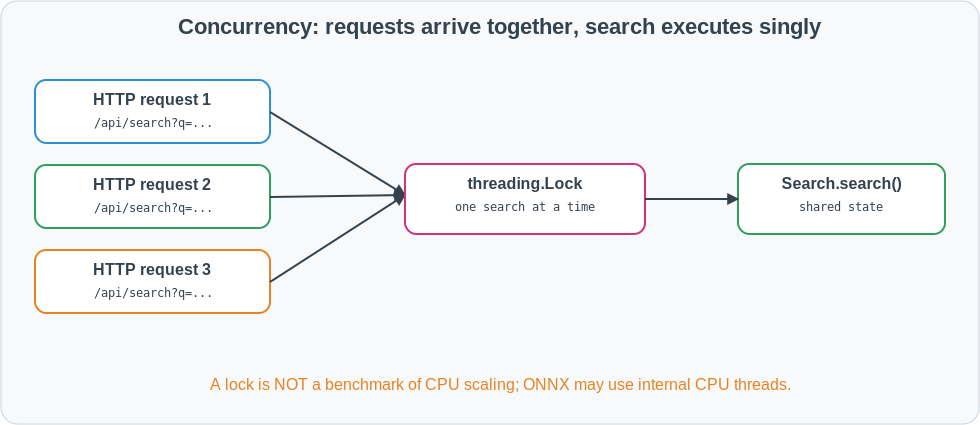 Concurrency: requests arrive together, search executes singly
HTTP request 1
/api/search?q=...
HTTP request 2
/api/search?q=...
HTTP request 3
/api/search?q=...
threading.Lock
one search at a time
Search.search()
shared state
A lock is NOT a benchmark of CPU scaling; ONNX may use internal CPU threads.